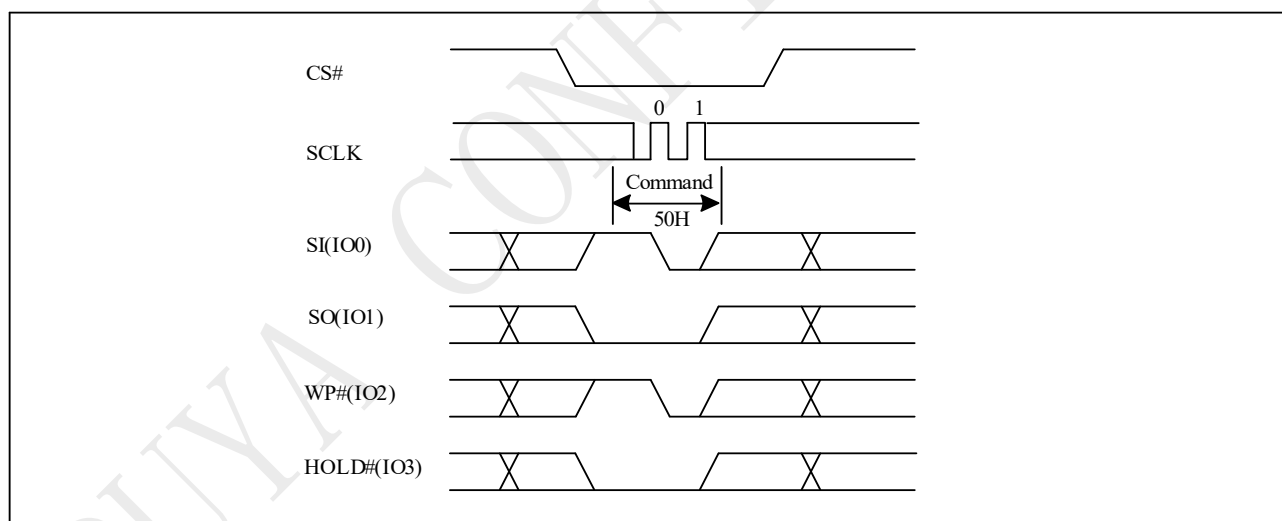 CS#
0 1
SCLK
Command
50H
SI(IO0)
SO(IO1)
WP#(IO2)
HOLD#(IO3)